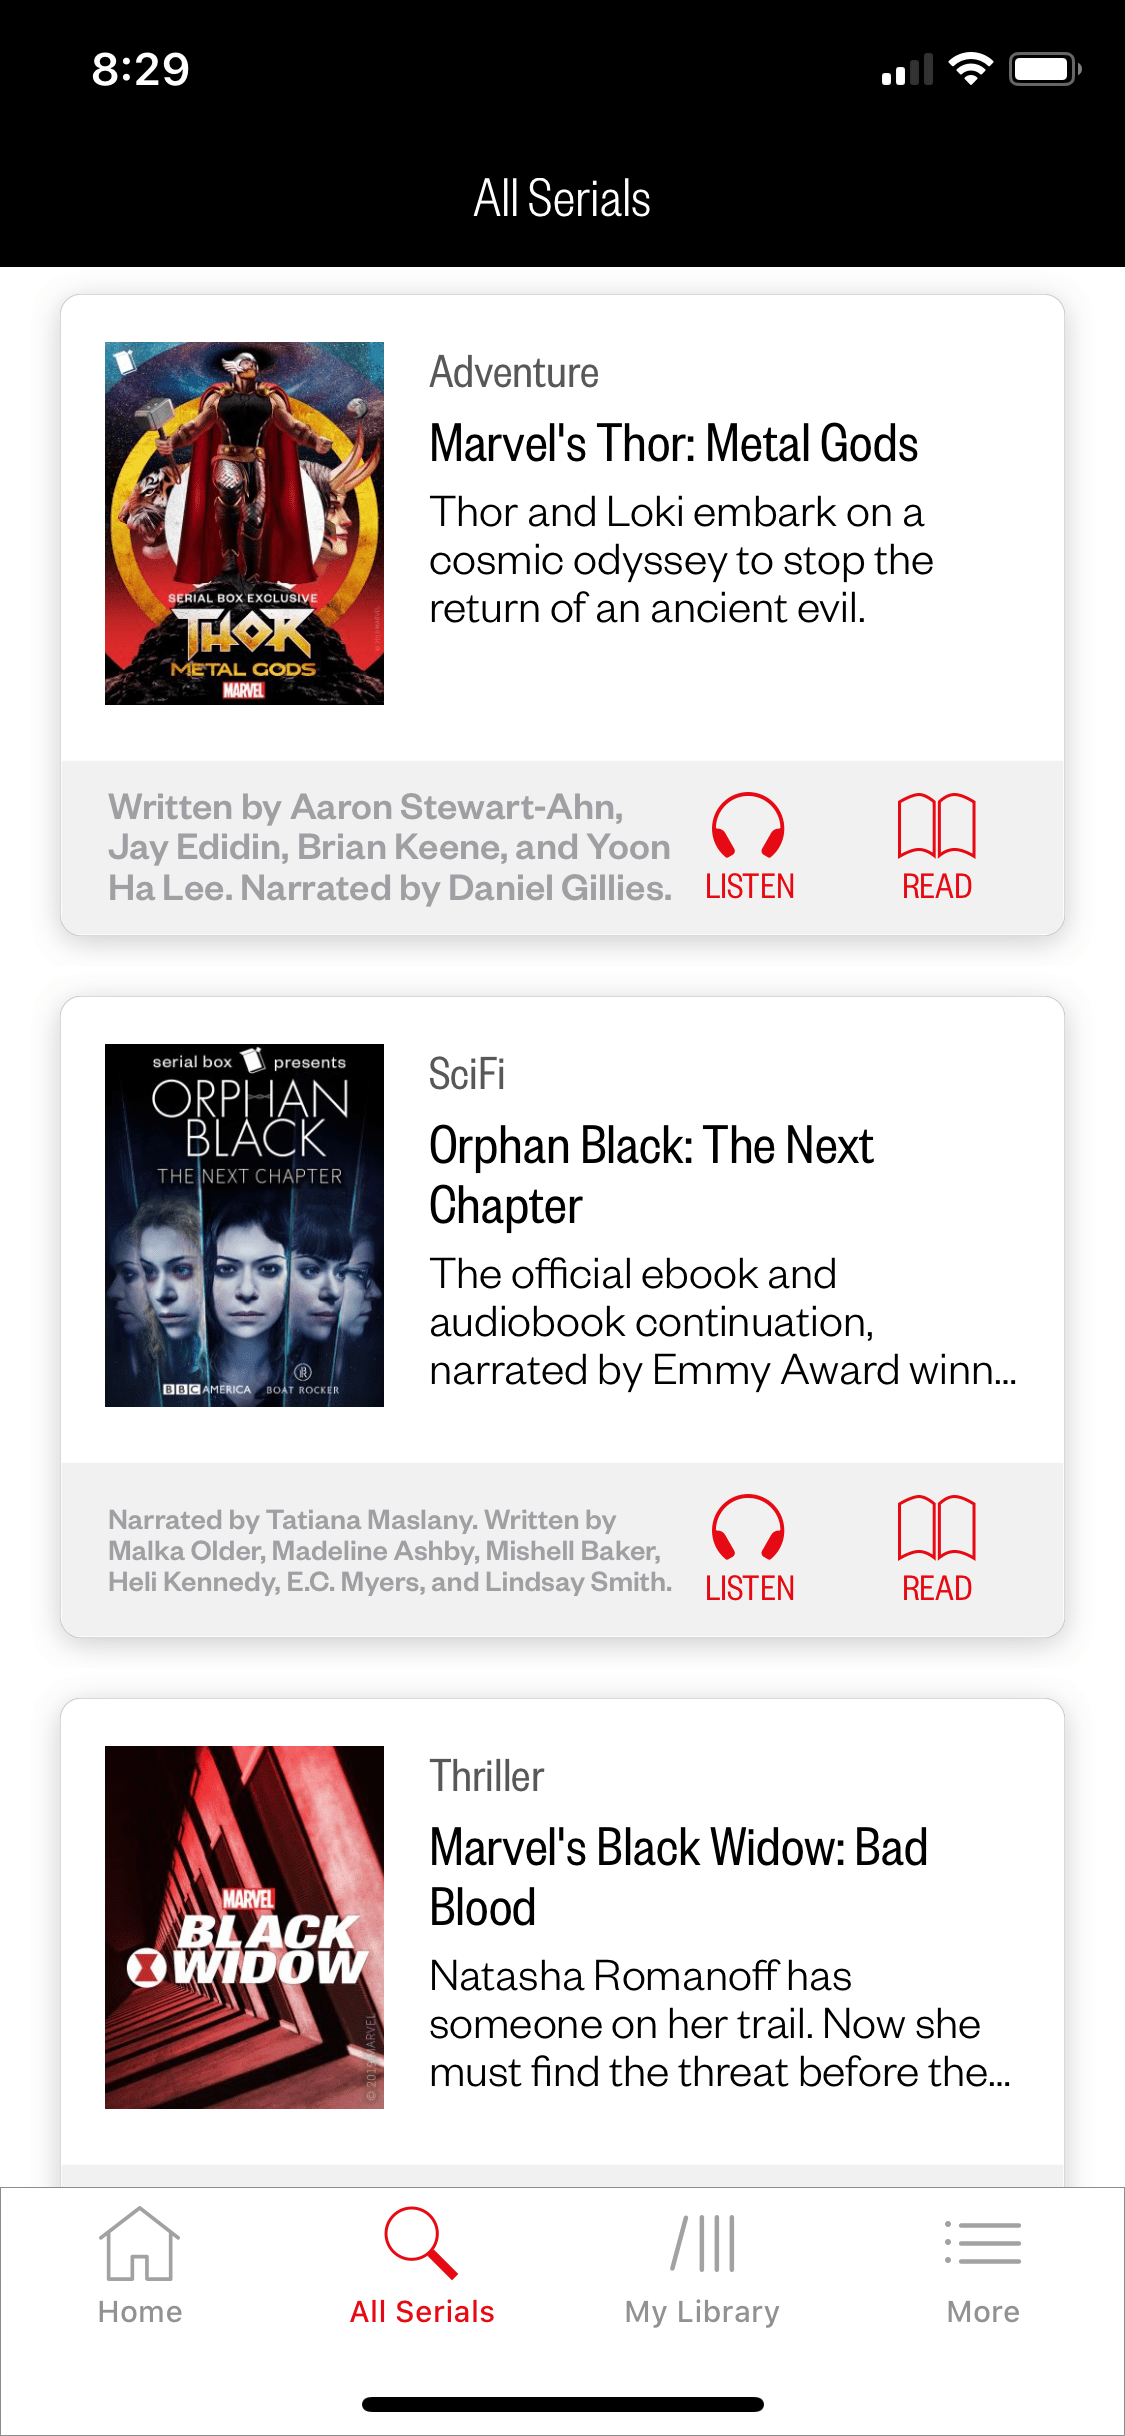 8:29
All Serials
SERIAL BOX EXCLUSIVE
THOR
METAL GODS
MARVEL
Adventure
Marvel's Thor: Metal Gods
Thor and Loki embark on a
cosmic odyssey to stop the
return of an ancient evil.
Written by Aaron Stewart-Ahn,
Jay Edidin, Brian Keene, and Yoon
Ha Lee. Narrated by Daniel Gillies.
LISTEN
READ
serial box presents
ORPHAN
BLACK
THE NEXT CHAPTER
BBC AMERICA BOAT ROCKER
SciFi
Orphan Black: The Next
Chapter
The official ebook and
audiobook continuation,
narrated by Emmy Award winn...
Narrated by Tatiana Maslany. Written by
Malka Older, Madeline Ashby, Mishell Baker,
Heli Kennedy, E.C. Myers, and Lindsay Smith.
LISTEN
READ
MARVEL
BLACK
WIDOW
© 2019 MARVEL
Thriller
Marvel's Black Widow: Bad
Blood
Natasha Romanoff has
someone on her trail. Now she
must find the threat before the...
Home
All Serials
My Library
More